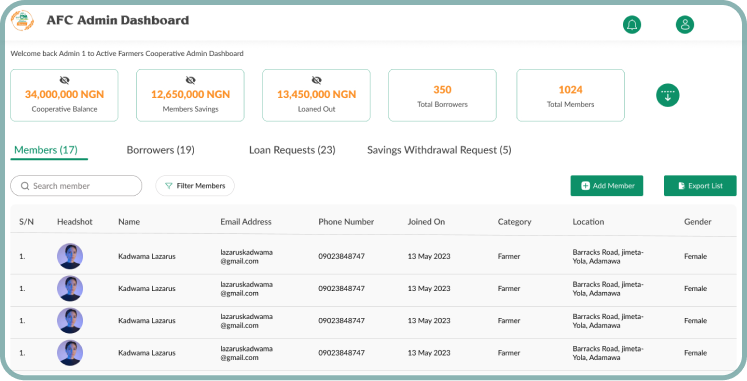 AFC Admin Dashboard
Welcome back Admin 1 to Active Farmers Cooperative Admin Dashboard
34,000,000 NGN
Cooperative Balance
12,650,000 NGN
Members Savings
13,450,000 NGN
Loaned Out
350
Total Borrowers
1024
Total Members
Members (17)
Borrowers (19)
Loan Requests (23)
Savings Withdrawal Request (5)
Search member
Filter Members
Add Member
Export List
S/N Headshot Name Email Address Phone Number Joined On Category Location Gender
1. Kadwama Lazarus lazaruskadwama 09023848747 13 May 2023 Farmer Barracks Road, jimeta- Female
@gmail.com Yola, Adamawa
1. Kadwama Lazarus lazaruskadwama 09023848747 13 May 2023 Farmer Barracks Road, jimeta- Female
@gmail.com Yola, Adamawa
1. Kadwama Lazarus lazaruskadwama 09023848747 13 May 2023 Farmer Barracks Road, jimeta- Female
@gmail.com Yola, Adamawa
1. Kadwama Lazarus lazaruskadwama 09023848747 13 May 2023 Farmer Barracks Road, jimeta- Female
@gmail.com Yola, Adamawa